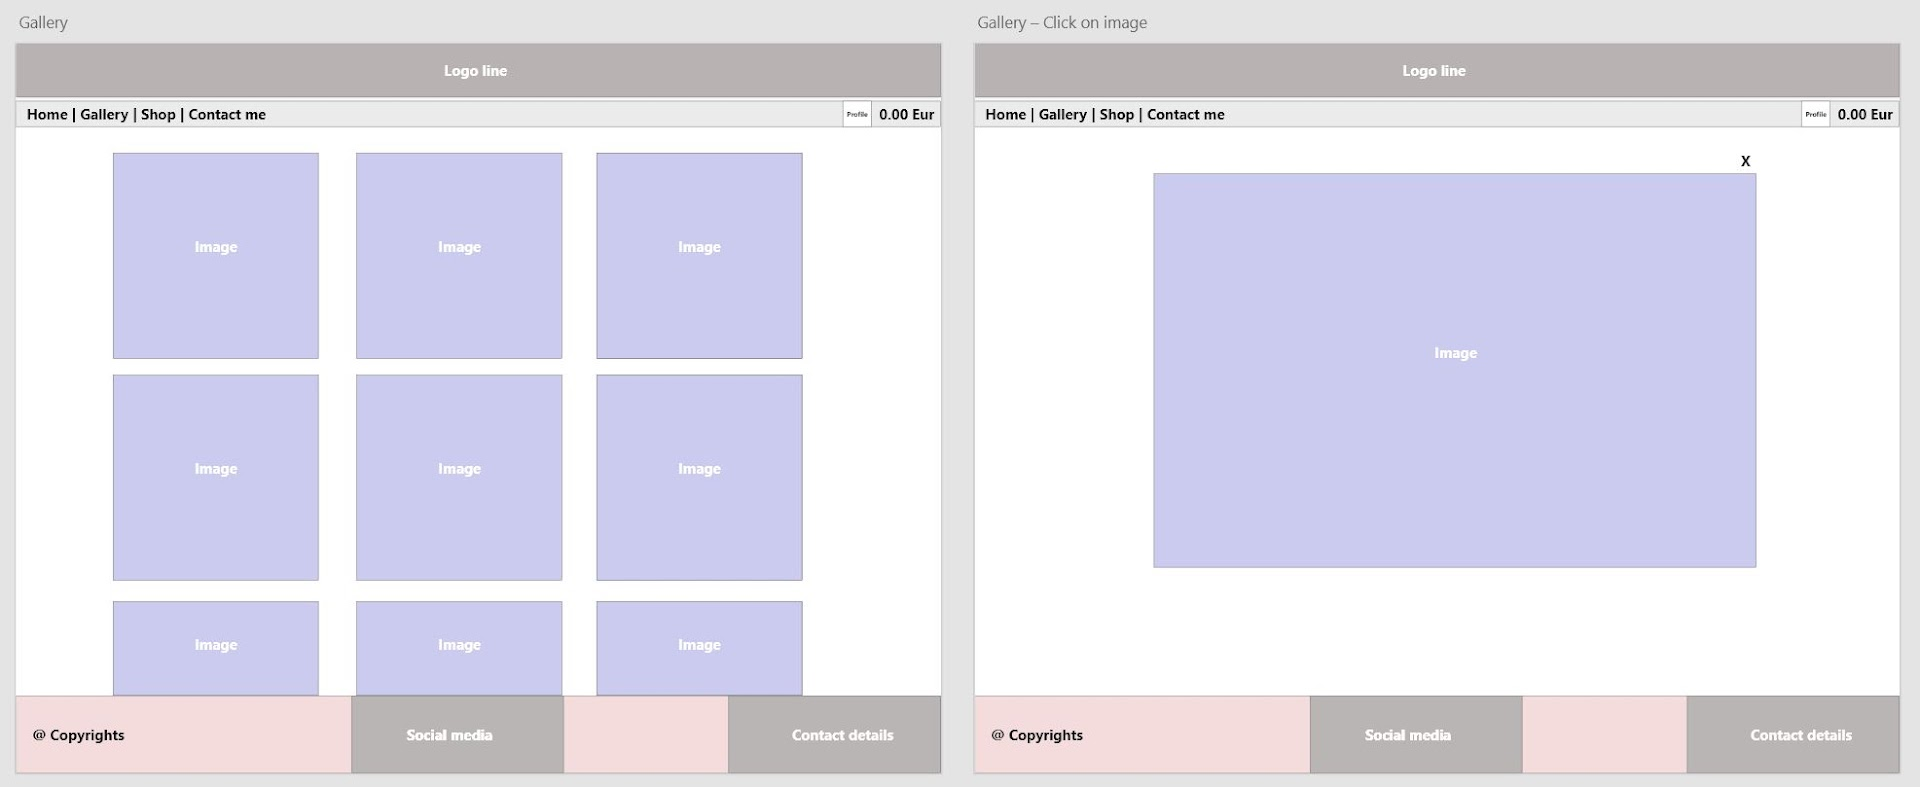 Gallery
Logo line
Home | Gallery | Shop | Contact me
Profile
0.00 Eur
Image
Image
Image
Image
Image
Image
Image
Image
Image
@ Copyrights
Social media
Contact details
Gallery – Click on image
Logo line
Home | Gallery | Shop | Contact me
Profile
0.00 Eur
X
Image
@ Copyrights
Social media
Contact details